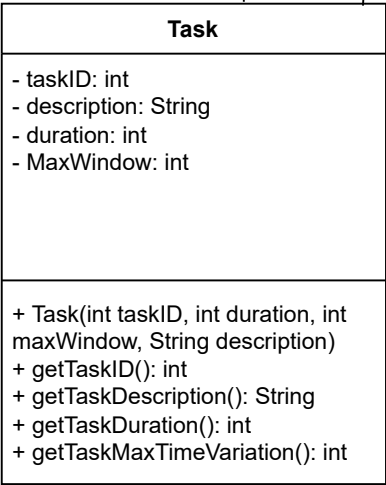 Task
- taskID: int
- description: String
- duration: int
- MaxWindow: int
+ Task(int taskID, int duration, int
maxWindow, String description)
+ getTaskID(): int
+ getTaskDescription(): String
+ getTaskDuration(): int
+ getTaskMaxTimeVariation(): int